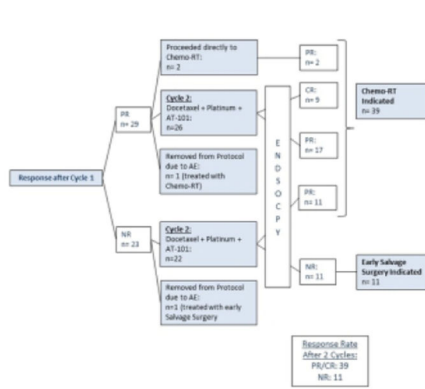 Response after Cycle 1
PR
n= 29
NR
n= 23
Proceeded directly to
Chemo-RT:
n= 2
Cycle 2:
Docetaxel + Platinum +
AT-101:
n=26
Removed from Protocol
due to AE:
n= 1 (treated with
Chemo-RT)
Cycle 2:
Docetaxel + Platinum +
AT-101:
n=22
Removed from Protocol
due to AE:
n=1 (treated with early
Salvage Surgery
E
N
D
S
O
C
P
Y
PR:
n= 2
CR:
n= 9
PR:
n= 17
PR:
n= 11
NR:
n= 11
Chemo-RT
Indicated
n= 39
Early Salvage
Surgery Indicated
n= 11
Response Rate
After 2 Cycles:
PR/CR: 39
NR: 11